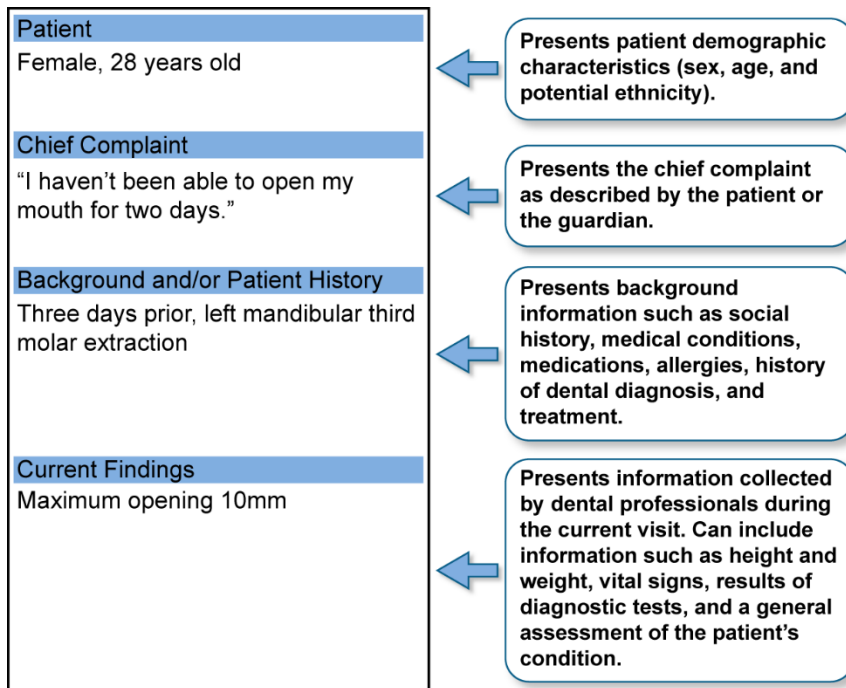 Patient
Female, 28 years old
Presents patient demographic
characteristics (sex, age, and
potential ethnicity).
Chief Complaint
“I haven’t been able to open my
mouth for two days.”
Presents the chief complaint
as described by the patient or
the guardian.
Background and/or Patient History
Three days prior, left mandibular third
molar extraction
Presents background
information such as social
history, medical conditions,
medications, allergies, history
of dental diagnosis, and
treatment.
Current Findings
Maximum opening 10mm
Presents information collected
by dental professionals during
the current visit. Can include
information such as height and
weight, vital signs, results of
diagnostic tests, and a general
assessment of the patient’s
condition.